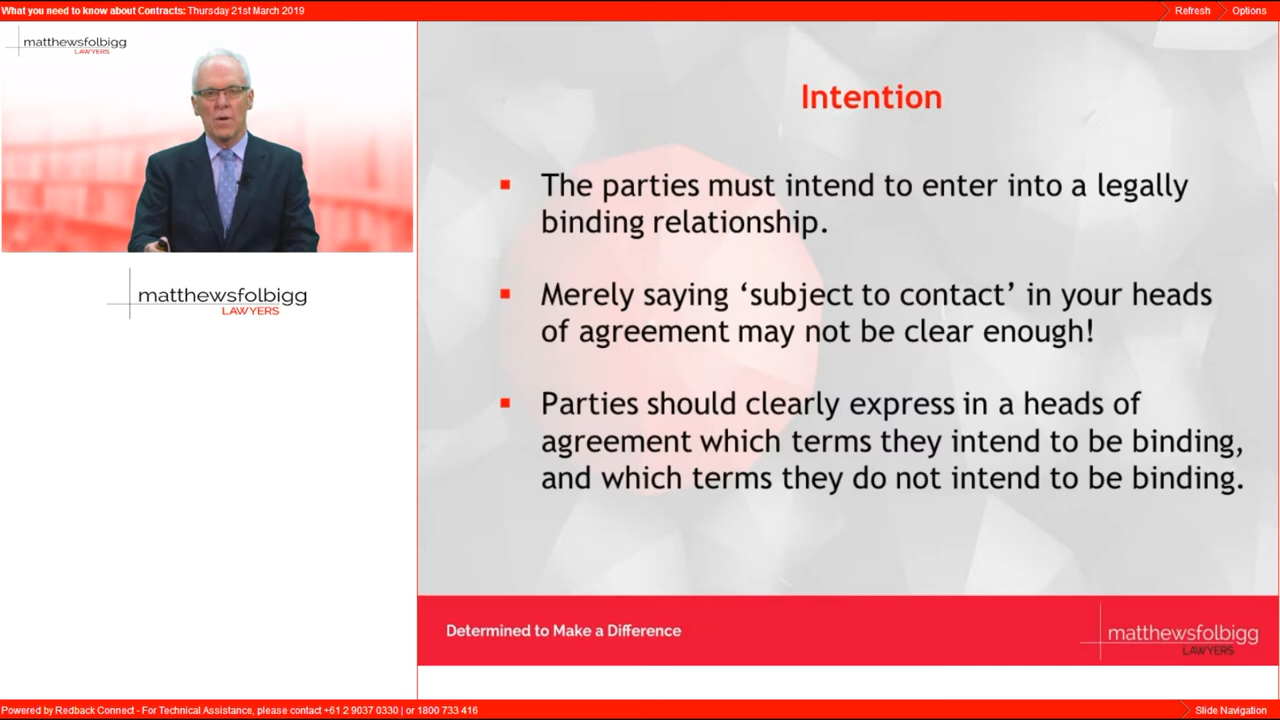 What you need to know about Contracts: Thursday 21st March 2019
Refresh
Options
matthewsfolbigg
LAWYERS
matthewsfolbigg
LAWYERS
Intention
The parties must intend to enter into a legally
binding relationship.
Merely saying ‘subject to contact’ in your heads
of agreement may not be clear enough!
Parties should clearly express in a heads of
agreement which terms they intend to be binding,
and which terms they do not intend to be binding.
Determined to Make a Difference
matthewsfolbigg
LAWYERS
Powered by Redback Connect - For Technical Assistance, please contact +61 2 9037 0330 | or 1800 733 416
Slide Navigation